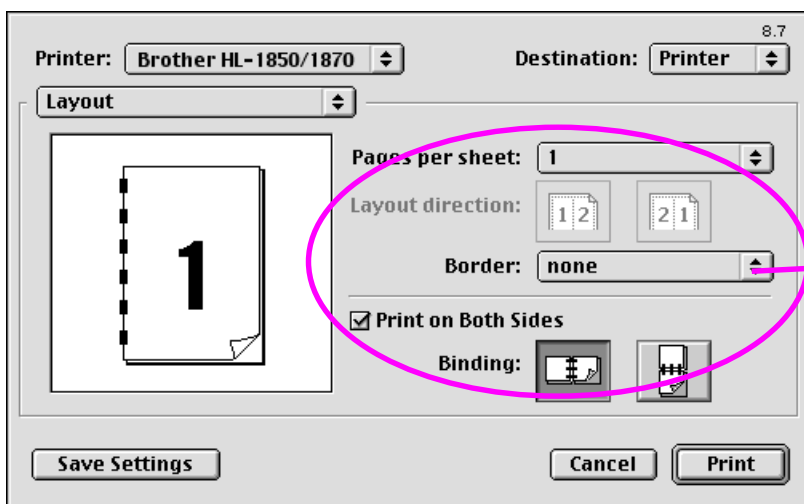 8.7
Printer: Brother HL-1850/1870 Destination: Printer
Layout
1
Pages per sheet: 1
Layout direction: 1 2 2 1
Border: none
Print on Both Sides
Binding:
Save Settings Cancel Print